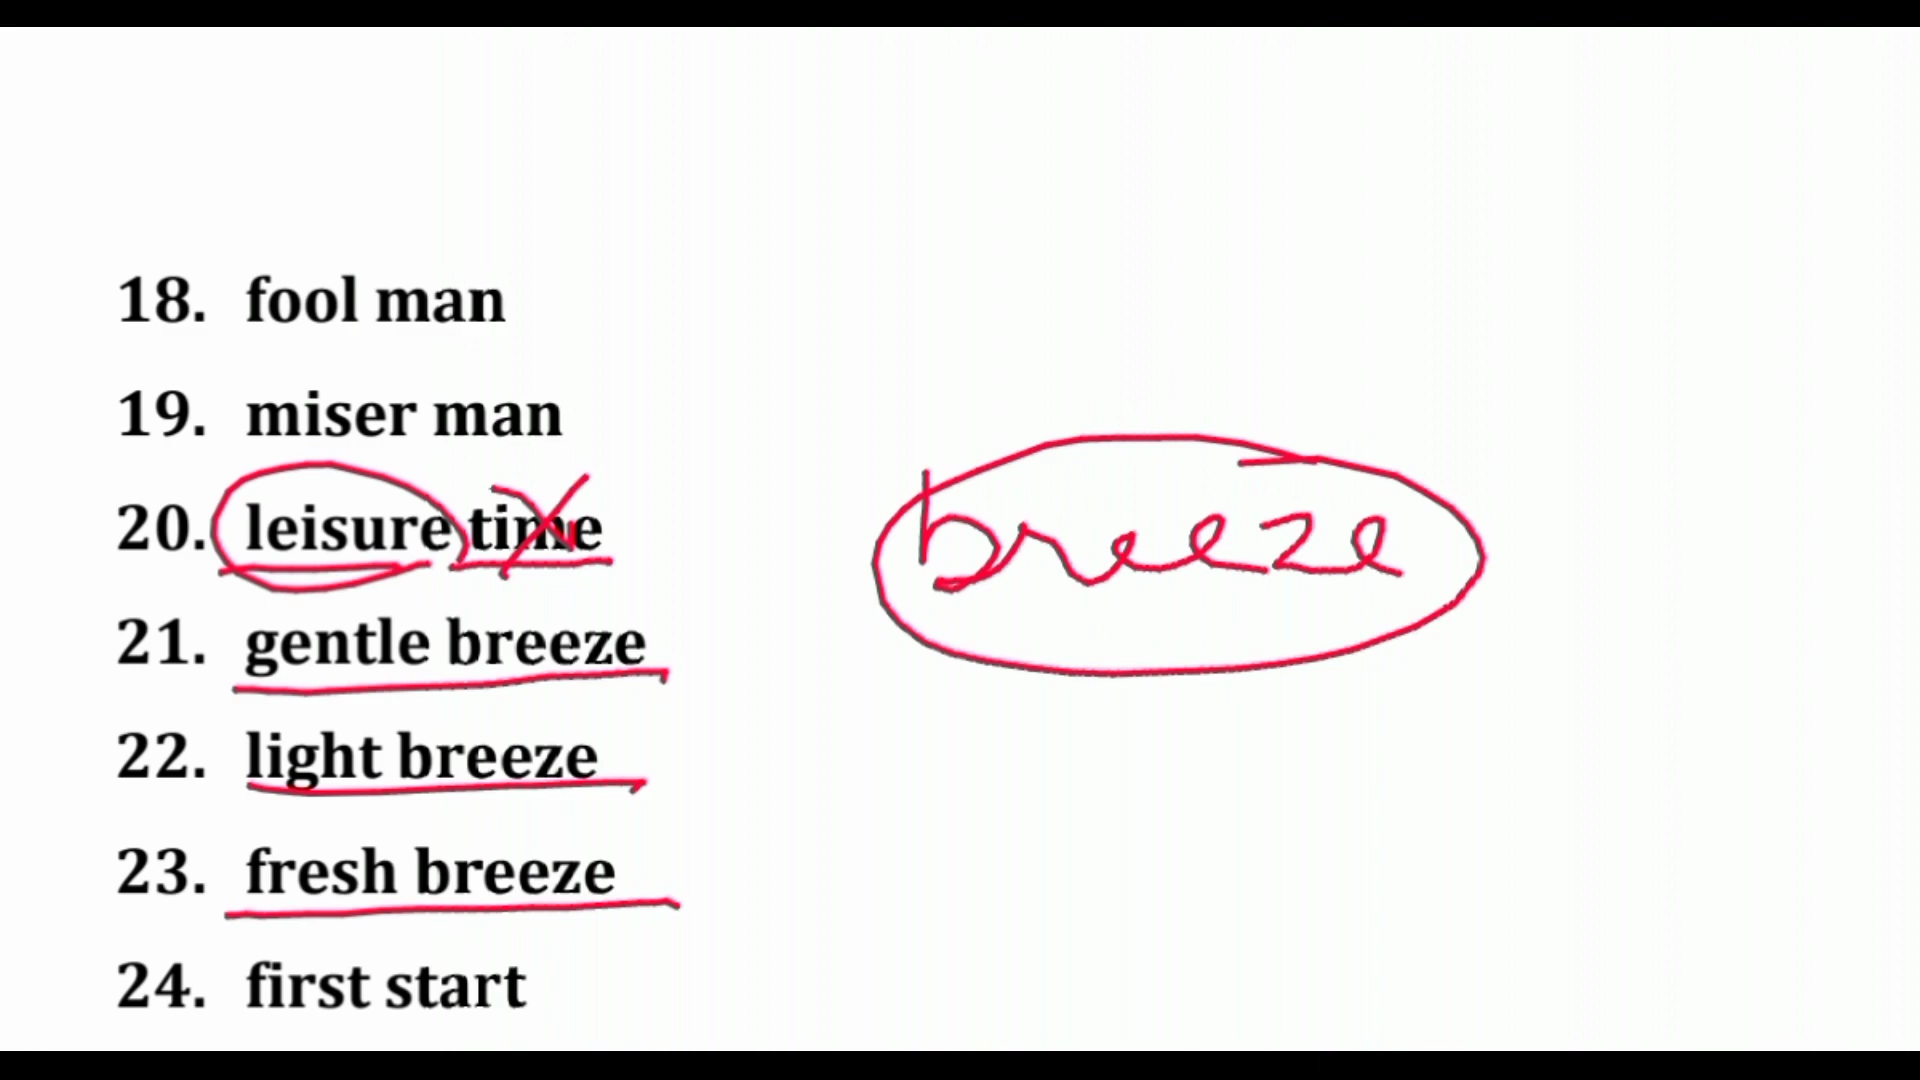 18. fool man
19. miser man
20. leisure time
21. gentle breeze
22. light breeze
23. fresh breeze
24. first start
breeze